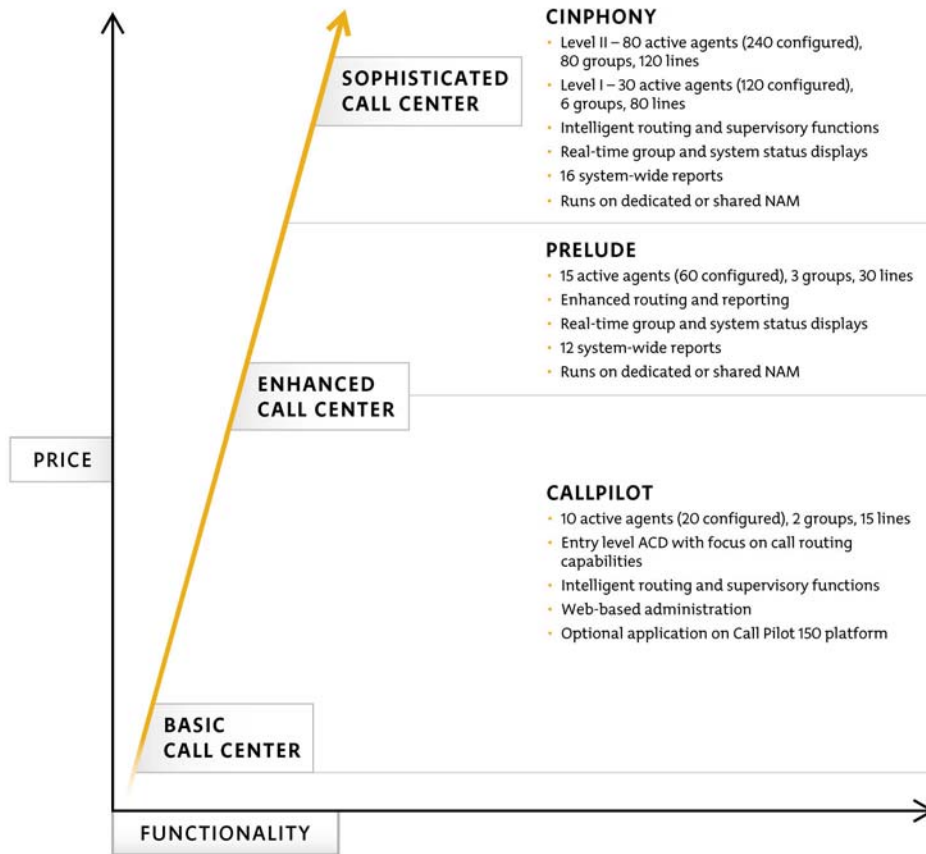 CINPHONY
• Level II – 80 active agents (240 configured),
80 groups, 120 lines
• Level I – 30 active agents (120 configured),
6 groups, 80 lines
• Intelligent routing and supervisory functions
• Real-time group and system status displays
• 16 system-wide reports
• Runs on dedicated or shared NAM
SOPHISTICATED
CALL CENTER
PRELUDE
• 15 active agents (60 configured), 3 groups, 30 lines
• Enhanced routing and reporting
• Real-time group and system status displays
• 12 system-wide reports
• Runs on dedicated or shared NAM
ENHANCED
CALL CENTER
PRICE
CALLPILOT
• 10 active agents (20 configured), 2 groups, 15 lines
• Entry level ACD with focus on call routing
capabilities
• Intelligent routing and supervisory functions
• Web-based administration
• Optional application on Call Pilot 150 platform
BASIC
CALL CENTER
FUNCTIONALITY